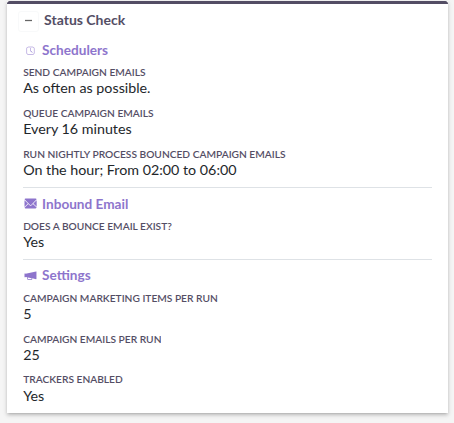 Status Check
Schedulers
SEND CAMPAIGN EMAILS
As often as possible.
QUEUE CAMPAIGN EMAILS
Every 16 minutes
RUN NIGHTLY PROCESS BOUNCED CAMPAIGN EMAILS
On the hour; From 02:00 to 06:00
Inbound Email
DOES A BOUNCE EMAIL EXIST?
Yes
Settings
CAMPAIGN MARKETING ITEMS PER RUN
5
CAMPAIGN EMAILS PER RUN
25
TRACKERS ENABLED
Yes